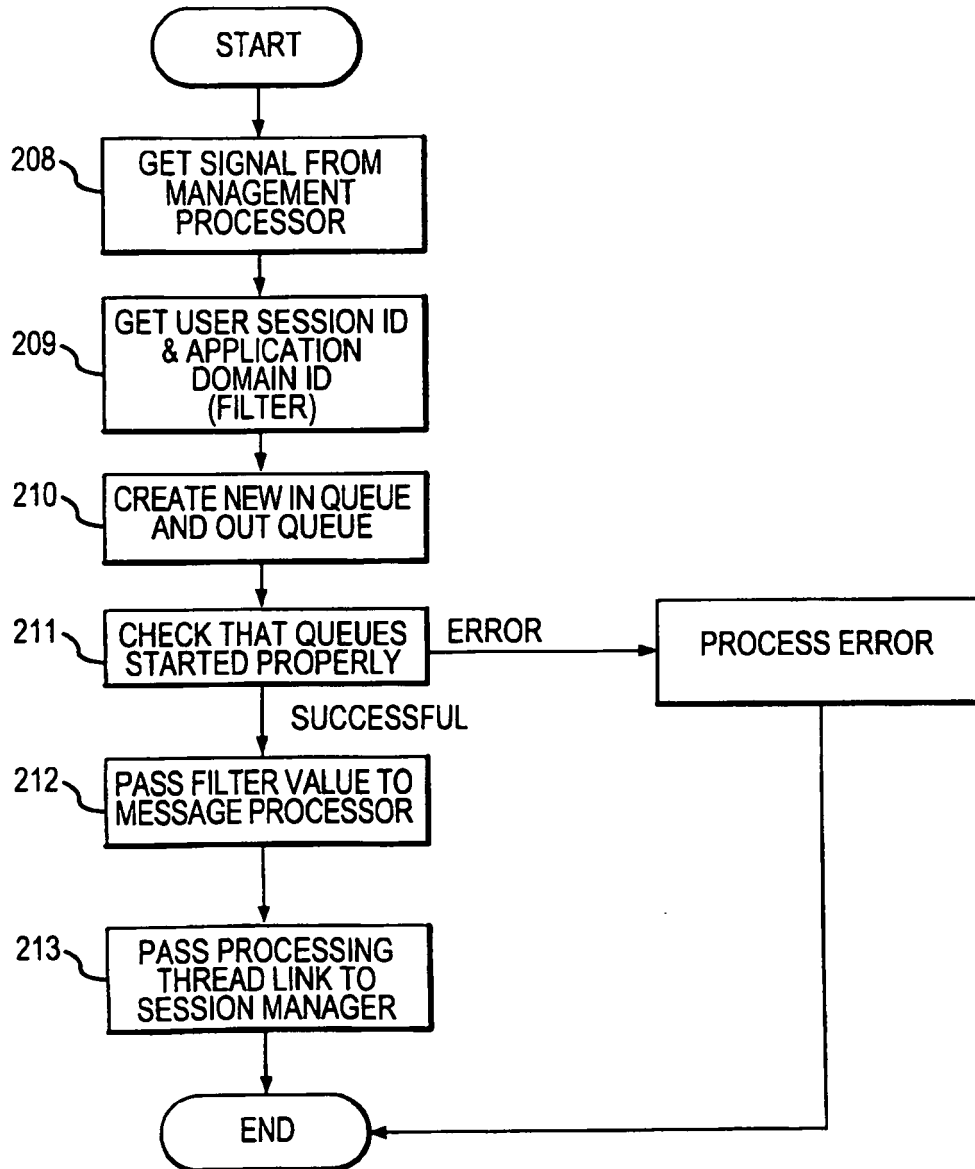 START
208
GET SIGNAL FROM
MANAGEMENT
PROCESSOR
209
GET USER SESSION ID
& APPLICATION
DOMAIN ID
(FILTER)
210
CREATE NEW IN QUEUE
AND OUT QUEUE
211
CHECK THAT QUEUES
STARTED PROPERLY
ERROR
PROCESS ERROR
SUCCESSFUL
212
PASS FILTER VALUE TO
MESSAGE PROCESSOR
213
PASS PROCESSING
THREAD LINK TO
SESSION MANAGER
END